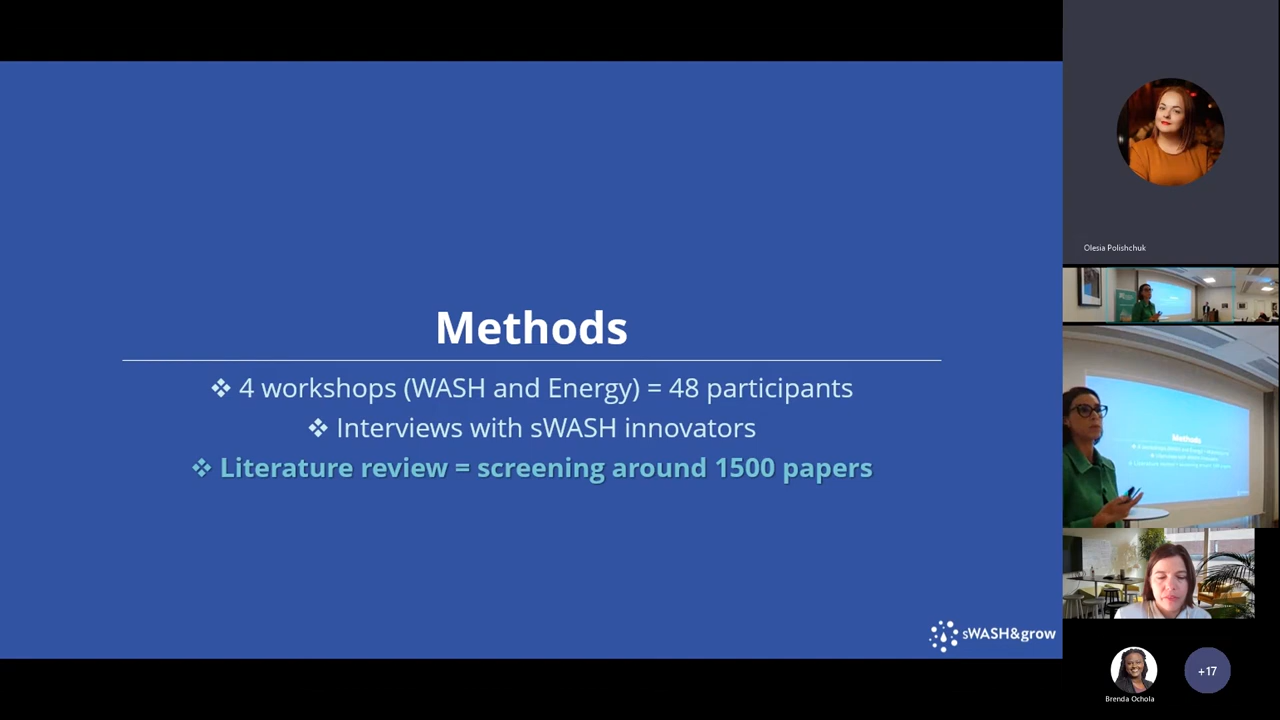 Methods
❖ 4 workshops (WASH and Energy) = 48 participants
❖ Interviews with sWASH innovators
❖ Literature review = screening around 1500 papers
sWASH&grow
Olesia Polishchuk
Methods
Brenda Ochola
+17